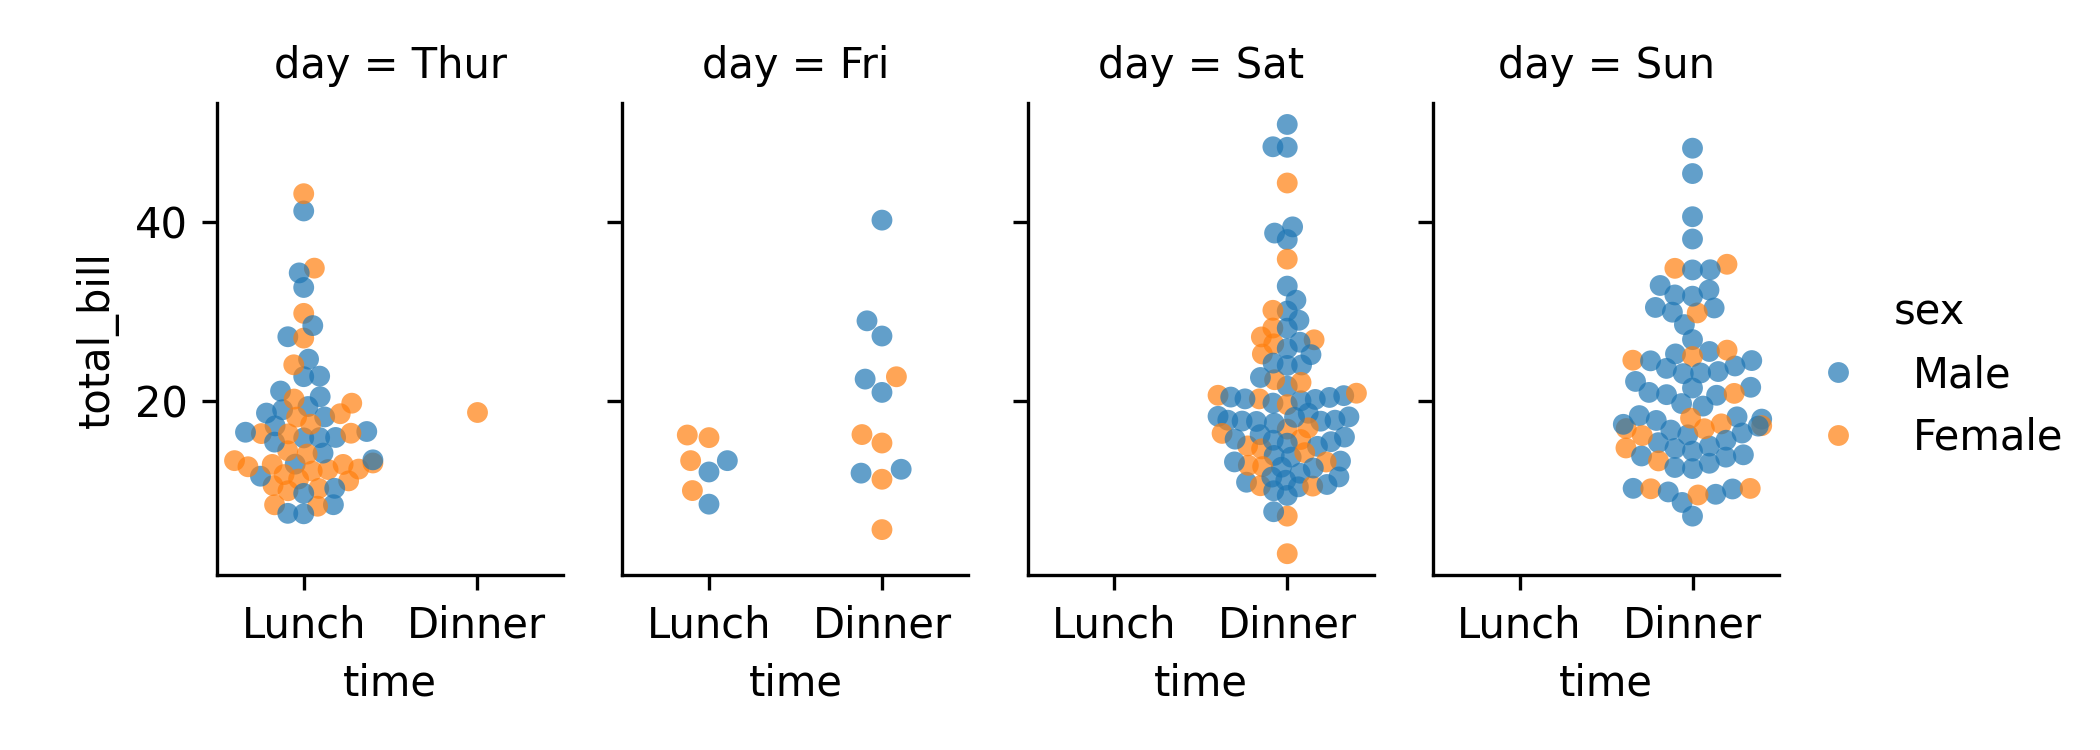 day = Thur
day = Fri
day = Sat
day = Sun
total_bill
40
20
Lunch
Dinner
time
Lunch
Dinner
time
Lunch
Dinner
time
Lunch
Dinner
time
sex
Male
Female